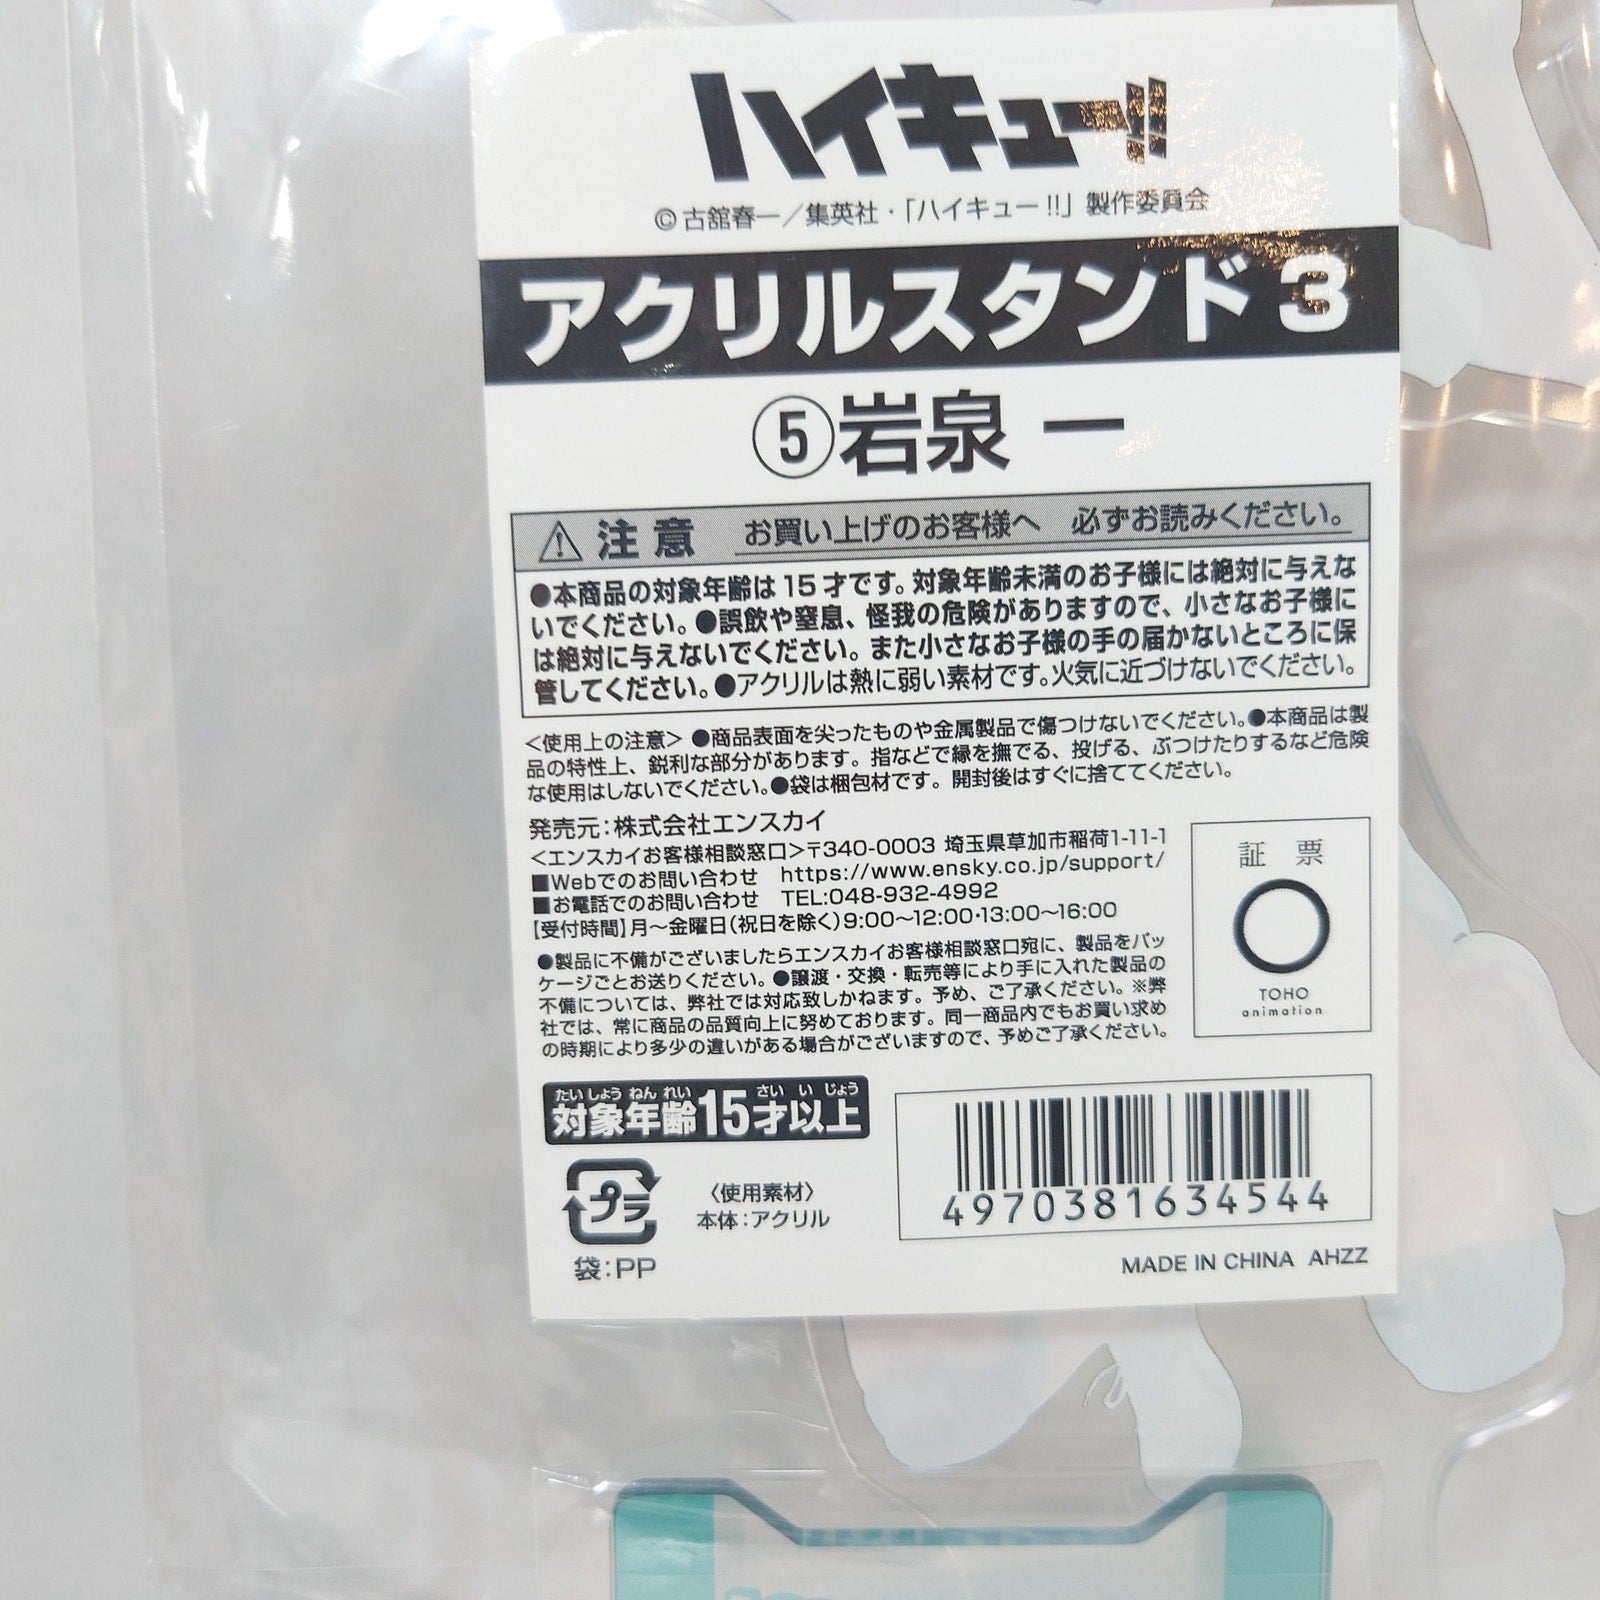 ハイキュー!!
©古舘春一／集英社・「ハイキュー!!」製作委員会
アクリルスタンド3
⑤岩泉 一
⚠注意 お買い上げのお客様へ 必ずお読みください。
●本商品の対象年齢は15才です。対象年齢未満のお子様には絶対に与えな
いでください。●誤飲や窒息、怪我の危険がありますので、小さなお子様に
は絶対に与えないでください。また小さなお子様の手の届かないところに保
管してください。●アクリルは熱に弱い素材です。火気に近づけないでください。
<使用上の注意> ●商品表面を尖ったものや金属製品で傷つけないでください。●本商品は製
品の特性上、鋭利な部分があります。指などで縁を撫でる、投げる、ぶつけたりするなど危険
な使用はしないでください。●袋は梱包材です。開封後はすぐに捨ててください。
発売元:株式会社エンスカイ
<エンスカイお客様相談窓口>〒340-0003 埼玉県草加市稲荷1-11-1
■Webでのお問い合わせ https://www.ensky.co.jp/support/
■お電話でのお問い合わせ TEL:048-932-4992
【受付時間】月〜金曜日(祝日を除く)9:00〜12:00・13:00〜16:00
●製品に不備がございましたらエンスカイお客様相談窓口宛に、製品をパッ
ケージごとお送りください。●譲渡・交換・転売等により手に入れた製品の
不備については、弊社では対応致しかねます。予め、ご了承ください。※弊
社では、常に商品の品質向上に努めております。同一商品内でもお買い求め
の時期により多少の違いがある場合がございますので、予めご了承ください。
証 票
TOHO
animation
たいしょう ねん れい さい い じょう
対象年齢15才以上
プラ
袋:PP
〈使用素材〉
本体:アクリル
4970381634544
MADE IN CHINA AHZZ